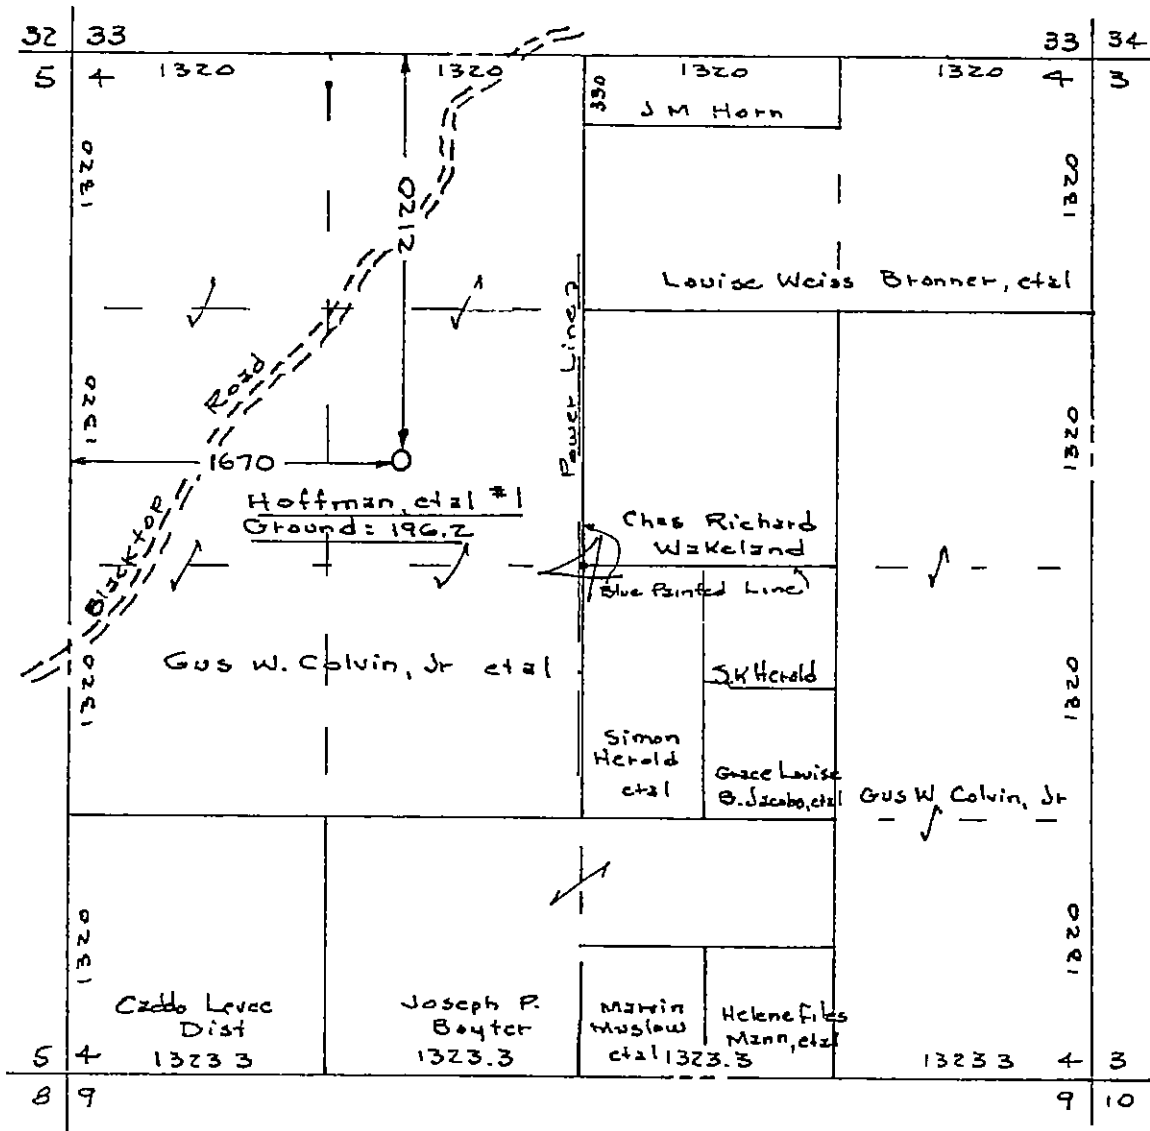 32 33
33 34
5 4
1320
1320
1320
1320
4 3
330
J M Horn
1320
1320
2120
Louise Weiss Bronner, etal
Power Line
Road
1320
1320
1670
Hoffman, etal #1
Ground: 196.2
Chas Richard
Wakeland
Blue Painted Line
Blacktop
Gus W. Colvin, Jr etal
1320
1320
S.K Herold
Simon
Herold
etal
Grace Louise
B. Jacobs, etal
Gus W Colvin, Jr
1320
1320
Caddo Levee
Dist
Joseph P.
Boyter
Marvin
Muslow
etal
Helene Files
Mann, etal
5 4
1323 3
1323.3
1323.3
1323 3
4 3
8 9
9 10